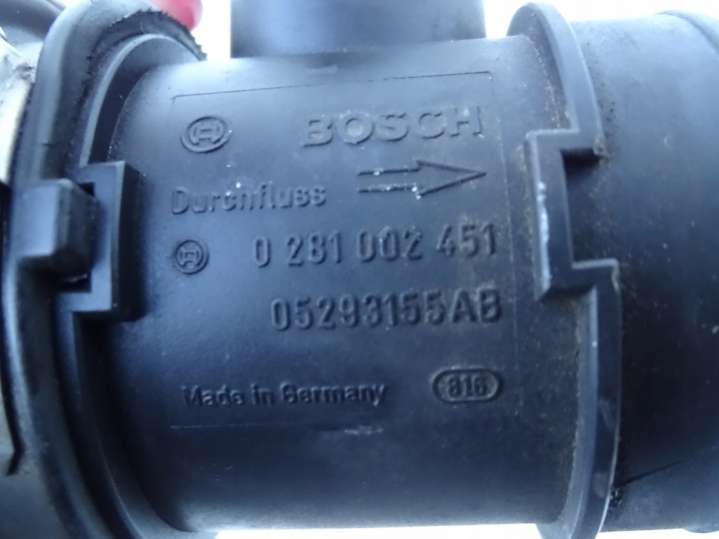 BOSCH
Durchfluss
0 281 002 451
05293155AB
Made in Germany 816